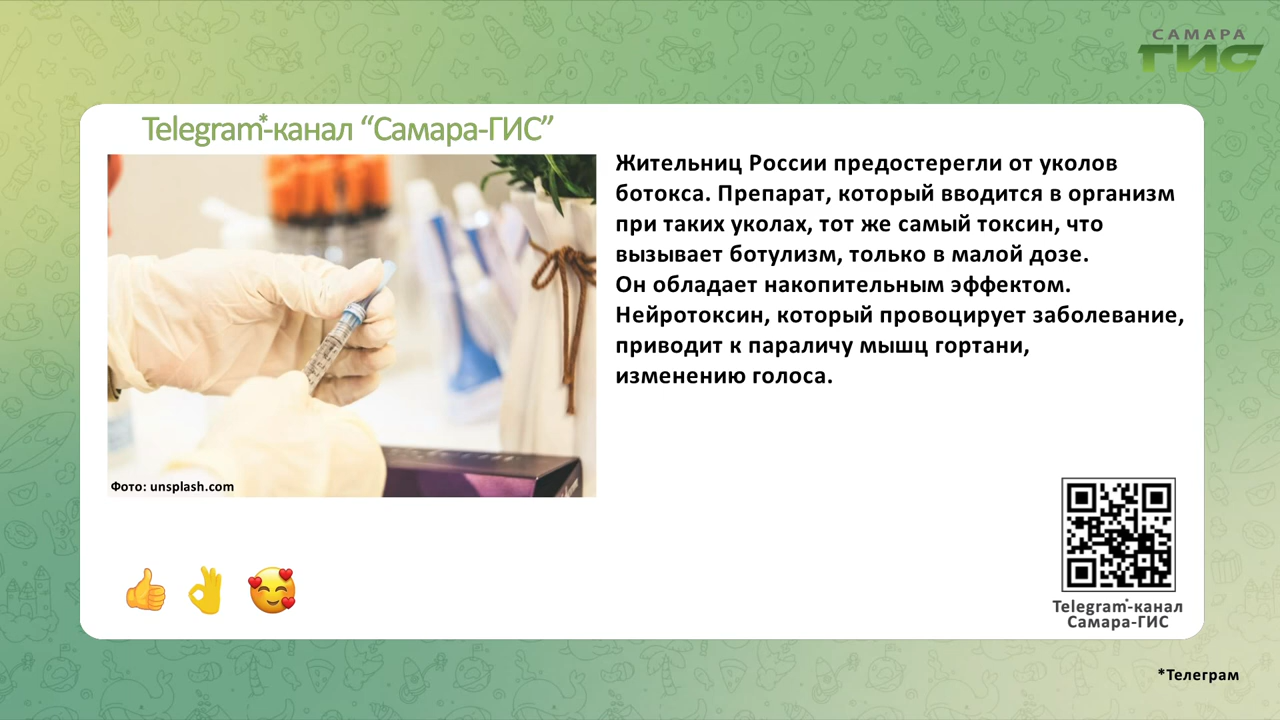 САМАРА
ГИС
Telegram*-канал “Самара-ГИС”
Жительниц России предостерегли от уколов
ботокса. Препарат, который вводится в организм
при таких уколах, тот же самый токсин, что
вызывает ботулизм, только в малой дозе.
Он обладает накопительным эффектом.
Нейротоксин, который провоцирует заболевание,
приводит к параличу мышц гортани,
изменению голоса.
Фото: unsplash.com
Telegram*-канал
Самара-ГИС
*Телеграм